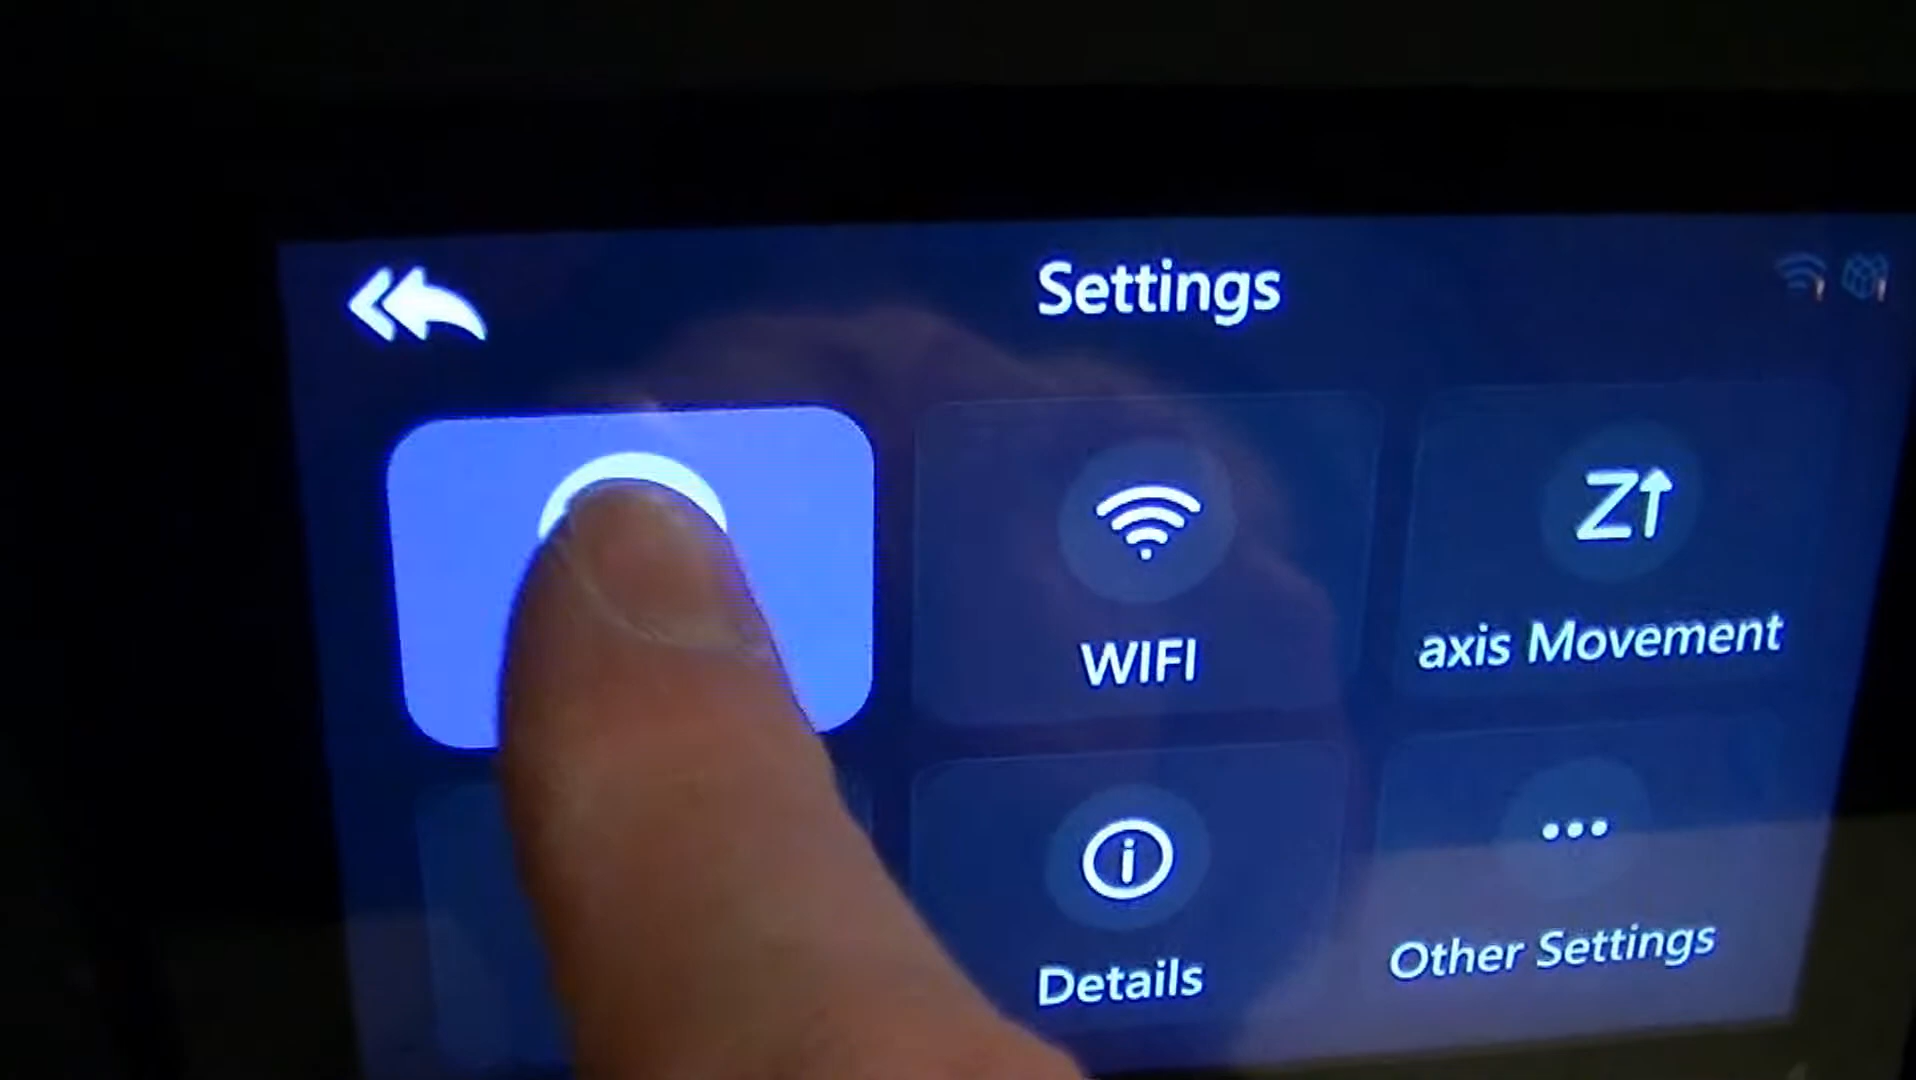 Settings
WIFI
Z
axis Movement
Details
Other Settings